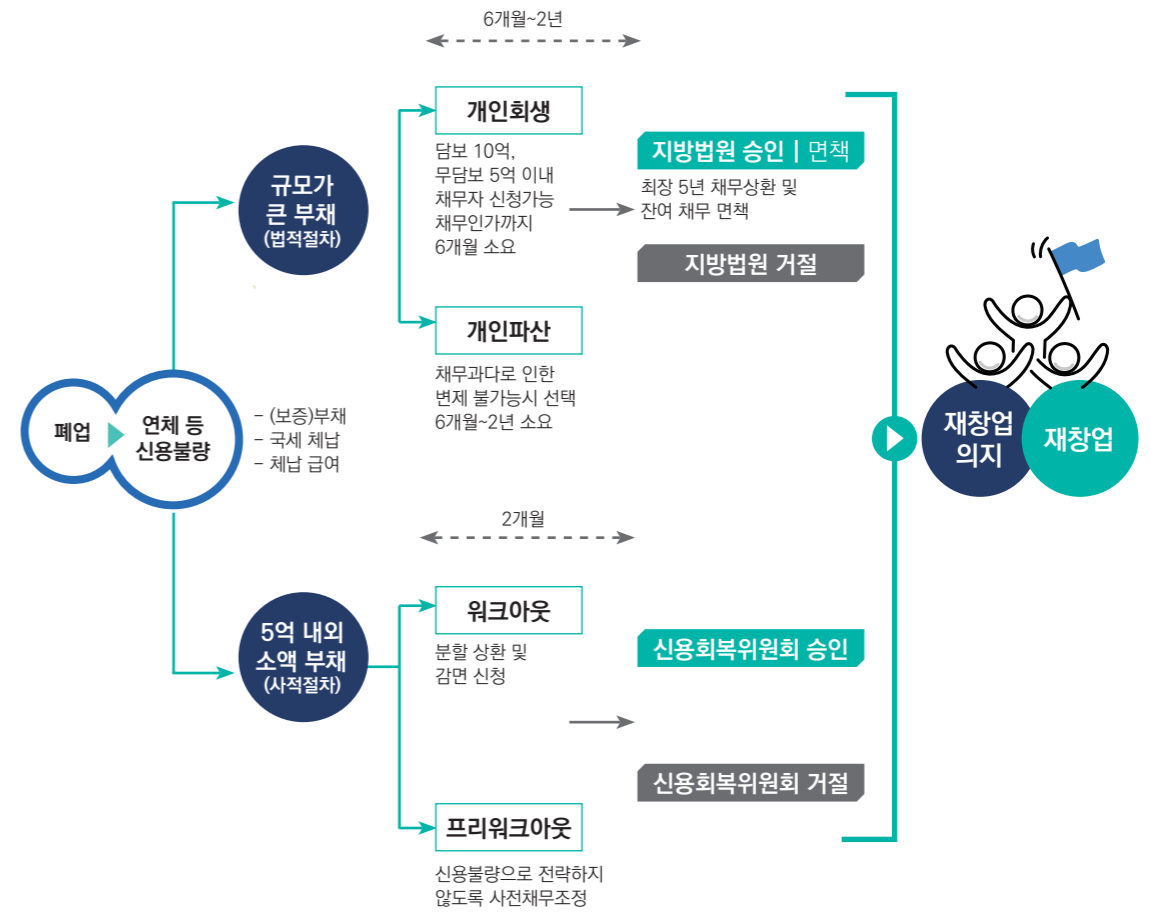 6개월~2년
개인회생
담보 10억,
무담보 5억 이내
채무자 신청가능
채무인가까지
6개월 소요
지방법원 승인 | 면책
최장 5년 채무상환 및
잔여 채무 면책
지방법원 거절
규모가
큰 부채
(법적절차)
개인파산
채무과다로 인한
변제 불가능시 선택
6개월~2년 소요
폐업
연체 등
신용불량
- (보증)부채
- 국세 체납
- 체납 급여
재창업
의지
재창업
2개월
워크아웃
분할 상환 및
감면 신청
5억 내외
소액 부채
(사적절차)
신용회복위원회 승인
신용회복위원회 거절
프리워크아웃
신용불량으로 전략하지
않도록 사전채무조정